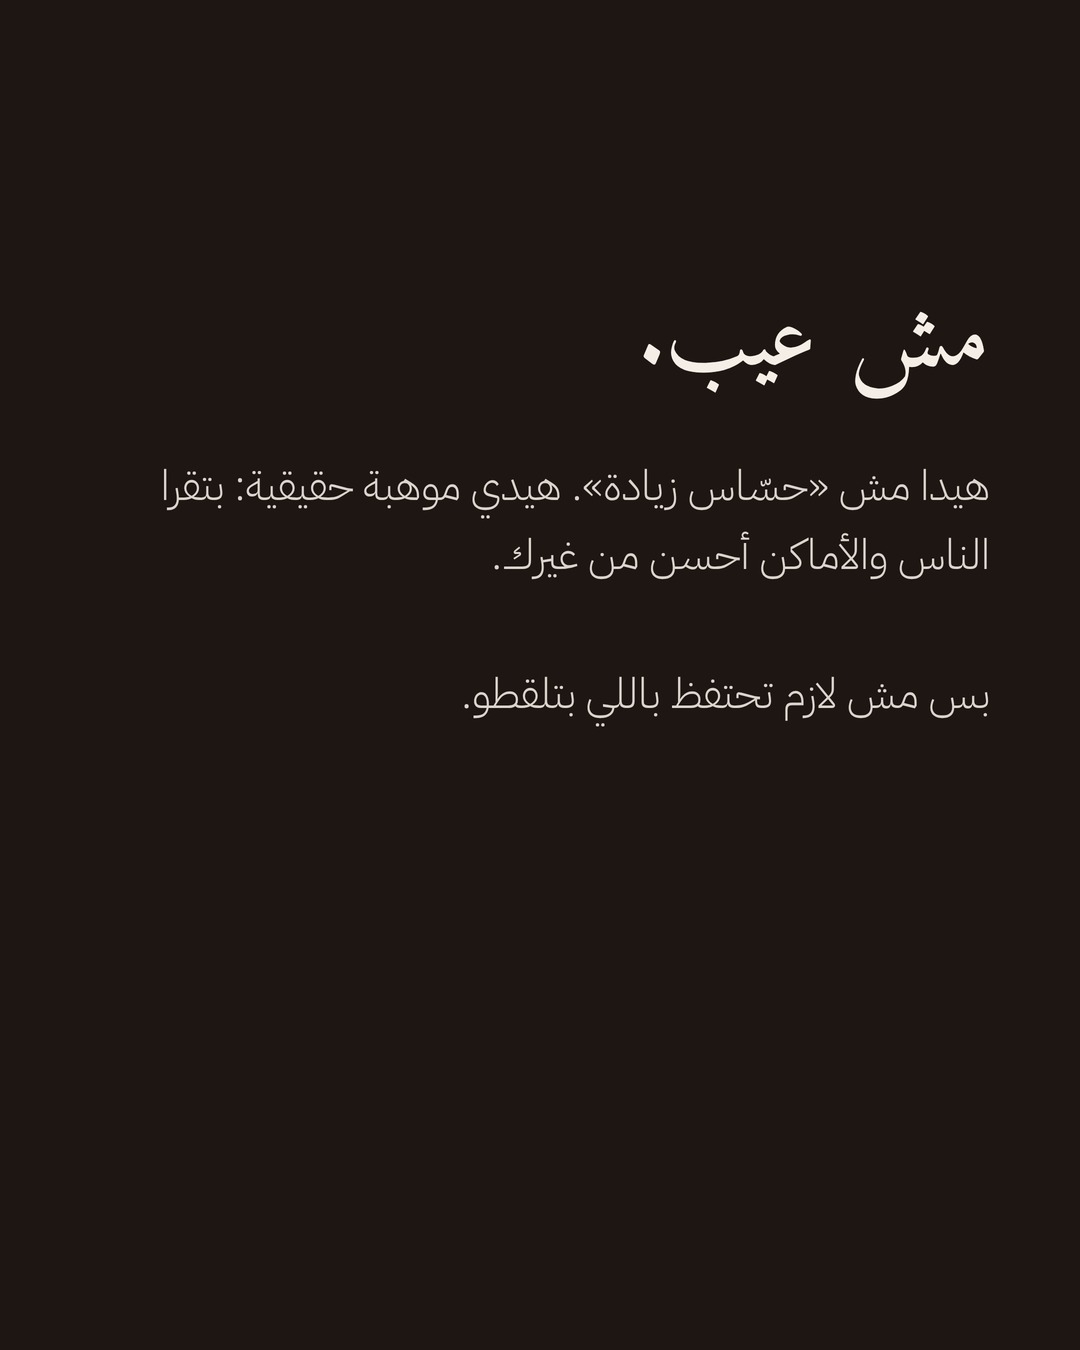 مش عيب.
هيدا مش «حسّاس زيادة». هيدي موهبة حقيقية: بتقرا
الناس والأماكن أحسن من غيرك.
بس مش لازم تحتفظ باللي بتلقطو.